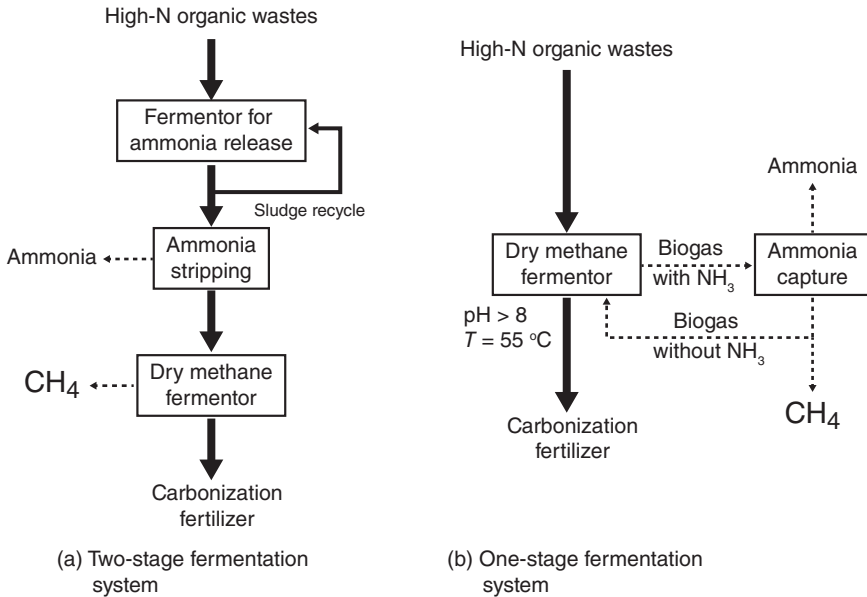 High-N organic wastes
Fermentor for
ammonia release
Sludge recycle
Ammonia
Ammonia
stripping
CH4
Dry methane
fermentor
Carbonization
fertilizer
(a) Two-stage fermentation
system
High-N organic wastes
Ammonia
Dry methane
fermentor
Biogas
with NH3
Ammonia
capture
pH > 8
T = 55 °C
Biogas
without NH3
CH4
Carbonization
fertilizer
(b) One-stage fermentation
system